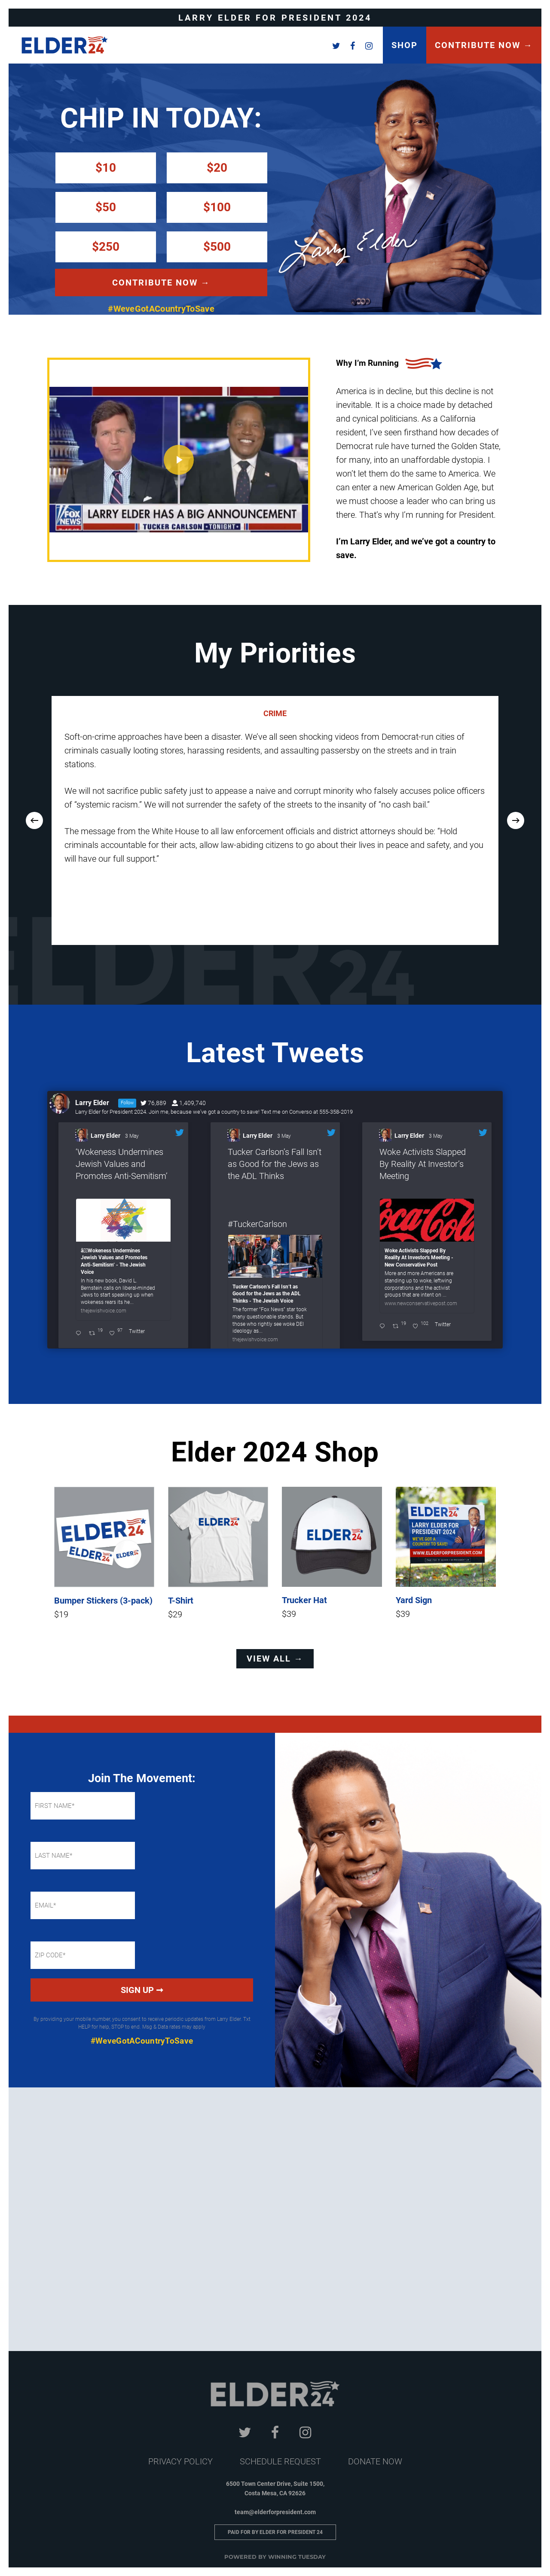 LARRY ELDER FOR PRESIDENT 2024
ELDER24
SHOP
CONTRIBUTE NOW →
CHIP IN TODAY:
$10
$20
$50
$100
$250
$500
CONTRIBUTE NOW →
#WeveGotACountryToSave
Larry Elder
FOX NEWS
LARRY ELDER HAS A BIG ANNOUNCEMENT
TUCKER CARLSON TONIGHT
Why I'm Running
America is in decline, but this decline is not
inevitable. It is a choice made by detached
and cynical politicians. As a California
resident, I've seen firsthand how decades of
Democrat rule have turned the Golden State,
for many, into an unaffordable dystopia. I
won't let them do the same to America. We
can enter a new American Golden Age, but
we must choose a leader who can bring us
there. That's why I'm running for President.
I'm Larry Elder, and we've got a country to
save.
My Priorities
CRIME
Soft-on-crime approaches have been a disaster. We've all seen shocking videos from Democrat-run cities of
criminals casually looting stores, harassing residents, and assaulting passersby on the streets and in train
stations.
We will not sacrifice public safety just to appease a naive and corrupt minority who falsely accuses police officers
of "systemic racism." We will not surrender the safety of the streets to the insanity of "no cash bail."
The message from the White House to all law enforcement officials and district attorneys should be: "Hold
criminals accountable for their acts, allow law-abiding citizens to go about their lives in peace and safety, and you
will have our full support."
ELDER24
Latest Tweets
Larry Elder Follow 76,889 1,409,740
Larry Elder for President 2024. Join me, because we've got a country to save! Text me on Converso at 555-358-2019
Larry Elder 3 May
'Wokeness Undermines
Jewish Values and
Promotes Anti-Semitism'
Wokeness Undermines
Jewish Values and Promotes
Anti-Semitism' - The Jewish
Voice
In his new book, David L.
Bernstein calls on liberal-minded
Jews to start speaking up when
wokeness rears its he...
thejewishvoice.com
19 87 Twitter
Larry Elder 3 May
Tucker Carlson's Fall Isn't
as Good for the Jews as
the ADL Thinks
#TuckerCarlson
Tucker Carlson's Fall Isn't as
Good for the Jews as the ADL
Thinks - The Jewish Voice
The former "Fox News" star took
many questionable stands. But
those who rightly see woke DEI
ideology as...
thejewishvoice.com
Larry Elder 3 May
Woke Activists Slapped
By Reality At Investor's
Meeting
Coca-Cola
Woke Activists Slapped By
Reality At Investor's Meeting -
New Conservative Post
More and more Americans are
standing up to woke, leftwing
corporations and the activist
groups that are intent on ...
www.newconservativepost.com
19 102 Twitter
Elder 2024 Shop
ELDER24
ELDER24
ELDER24
ELDER24
ELDER24
ELDER24
LARRY ELDER FOR
PRESIDENT 2024
WE'VE GOT A
COUNTRY TO SAVE!
WWW.ELDERFORPRESIDENT.COM
Bumper Stickers (3-pack)
$19
T-Shirt
$29
Trucker Hat
$39
Yard Sign
$39
VIEW ALL →
Join The Movement:
FIRST NAME*
LAST NAME*
EMAIL*
ZIP CODE*
SIGN UP ➞
By providing your mobile number, you consent to receive periodic updates from Larry Elder. Txt
HELP for help, STOP to end. Msg & Data rates may apply.
#WeveGotACountryToSave
ELDER24
PRIVACY POLICY
SCHEDULE REQUEST
DONATE NOW
6500 Town Center Drive, Suite 1500,
Costa Mesa, CA 92626
team@elderforpresident.com
PAID FOR BY ELDER FOR PRESIDENT 24
POWERED BY WINNING TUESDAY